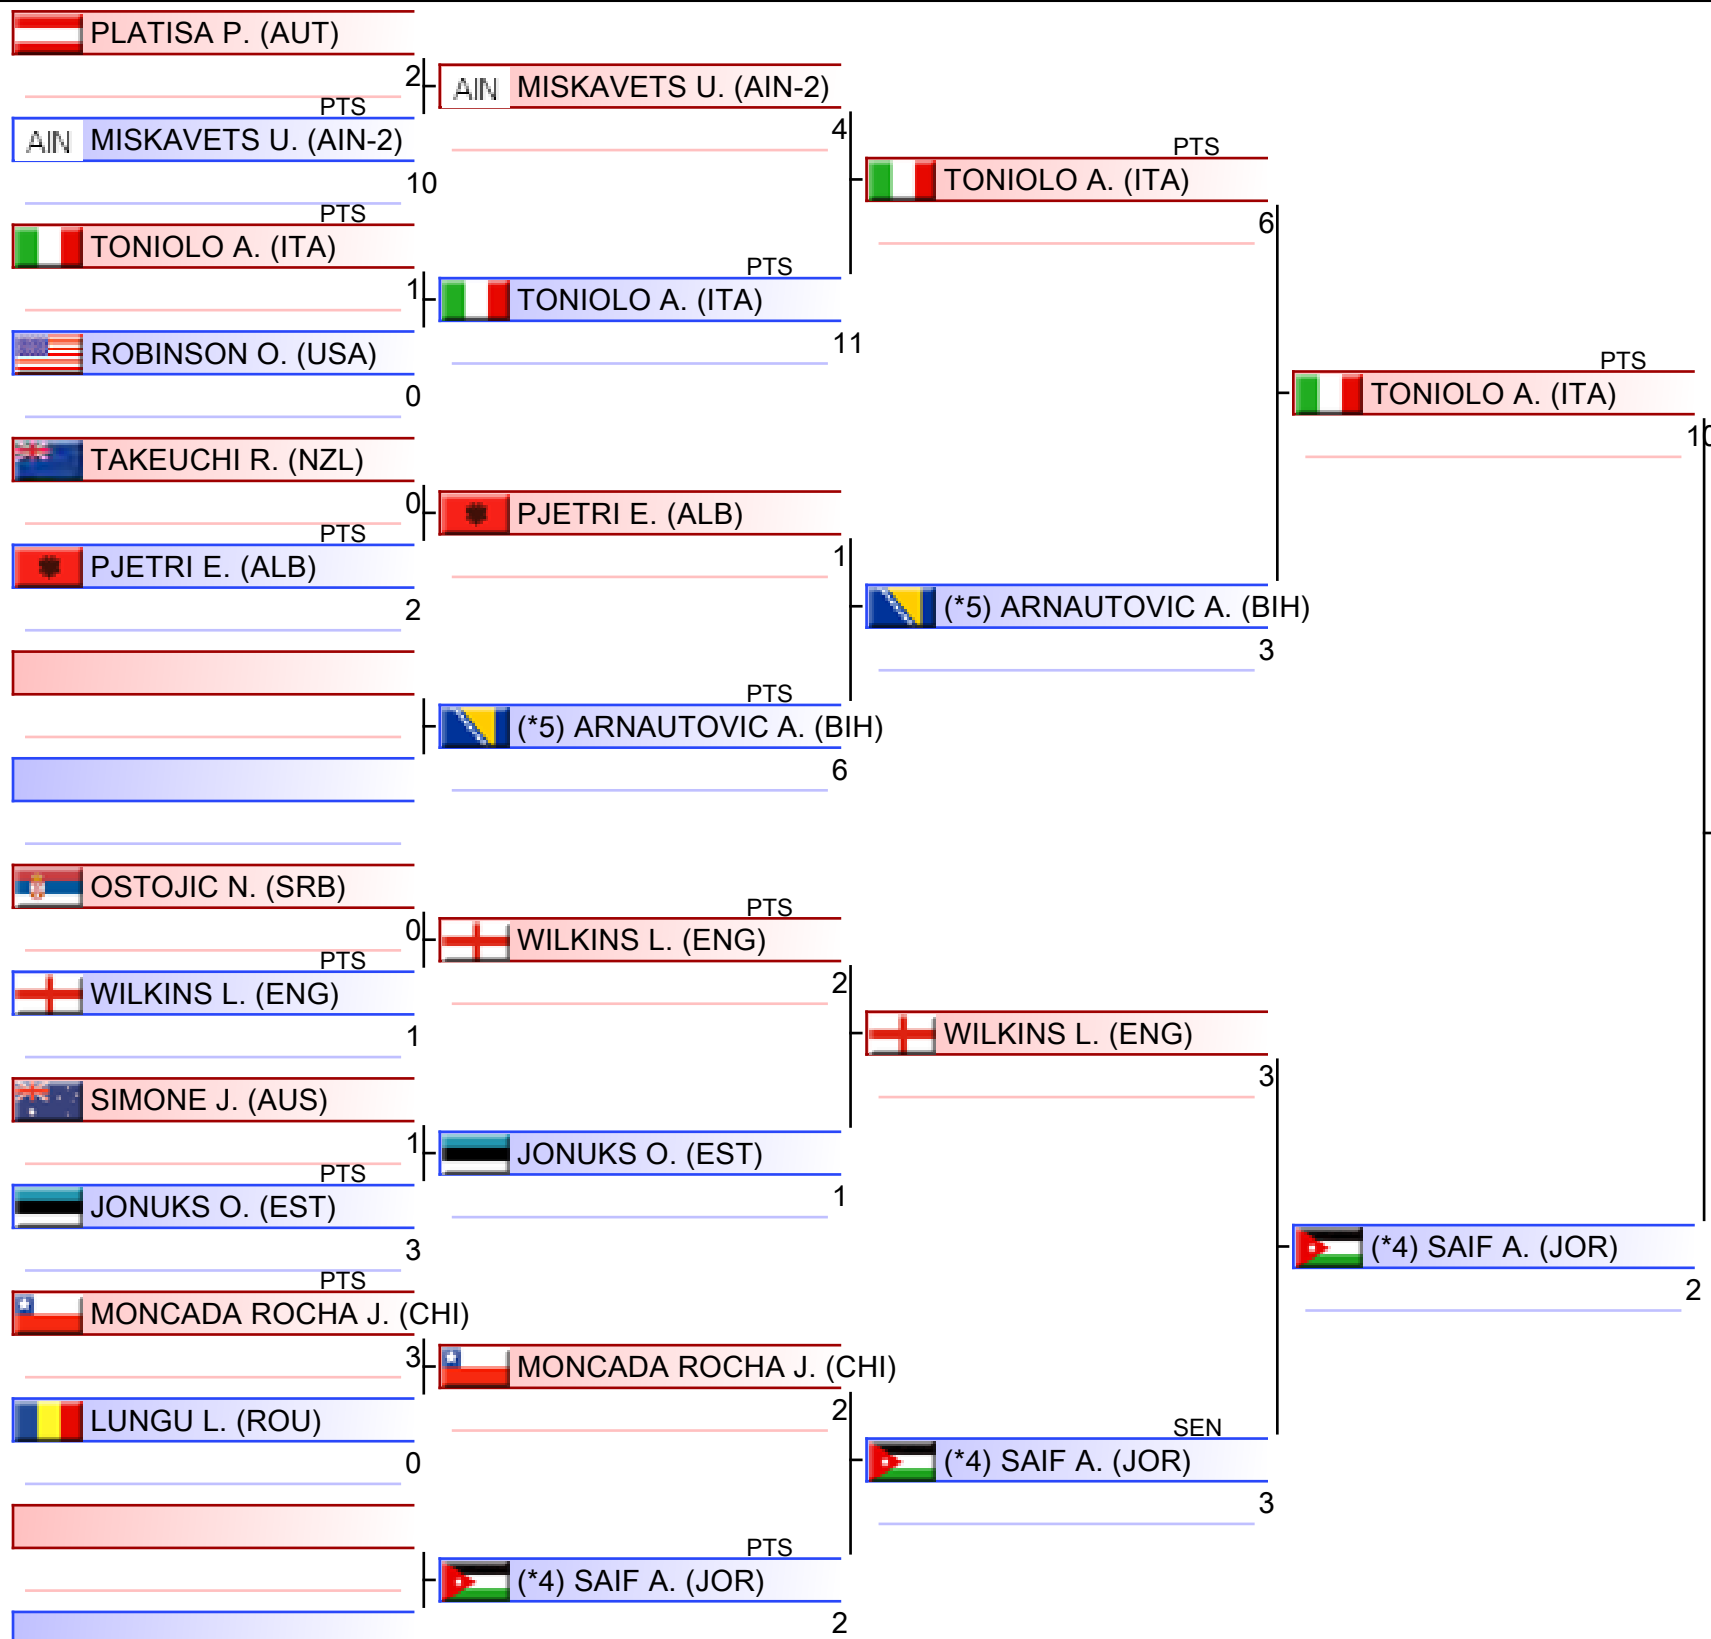 PLATISA P. (AUT)
2
PTS
AIN MISKAVETS U. (AIN-2)
10
PTS
TONIOLO A. (ITA)
1
ROBINSON O. (USA)
0
TAKEUCHI R. (NZL)
0
PTS
PJETRI E. (ALB)
2
OSTOJIC N. (SRB)
0
PTS
WILKINS L. (ENG)
1
SIMONE J. (AUS)
1
PTS
JONUKS O. (EST)
3
PTS
MONCADA ROCHA J. (CHI)
3
LUNGU L. (ROU)
0
AIN MISKAVETS U. (AIN-2)
4
PTS
TONIOLO A. (ITA)
11
PJETRI E. (ALB)
1
PTS
(*5) ARNAUTOVIC A. (BIH)
6
PTS
WILKINS L. (ENG)
2
JONUKS O. (EST)
1
MONCADA ROCHA J. (CHI)
2
PTS
(*4) SAIF A. (JOR)
2
PTS
TONIOLO A. (ITA)
6
(*5) ARNAUTOVIC A. (BIH)
3
WILKINS L. (ENG)
3
SEN
(*4) SAIF A. (JOR)
3
PTS
TONIOLO A. (ITA)
10
(*4) SAIF A. (JOR)
2